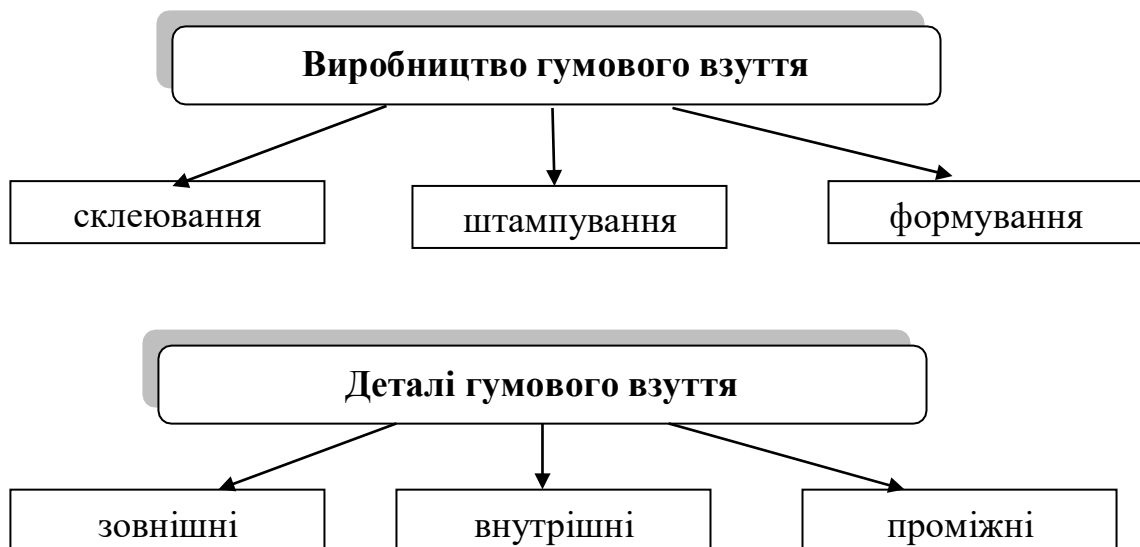 Виробництво гумового взуття
склеювання
штампування
формування
Деталі гумового взуття
зовнішні
внутрішні
проміжні